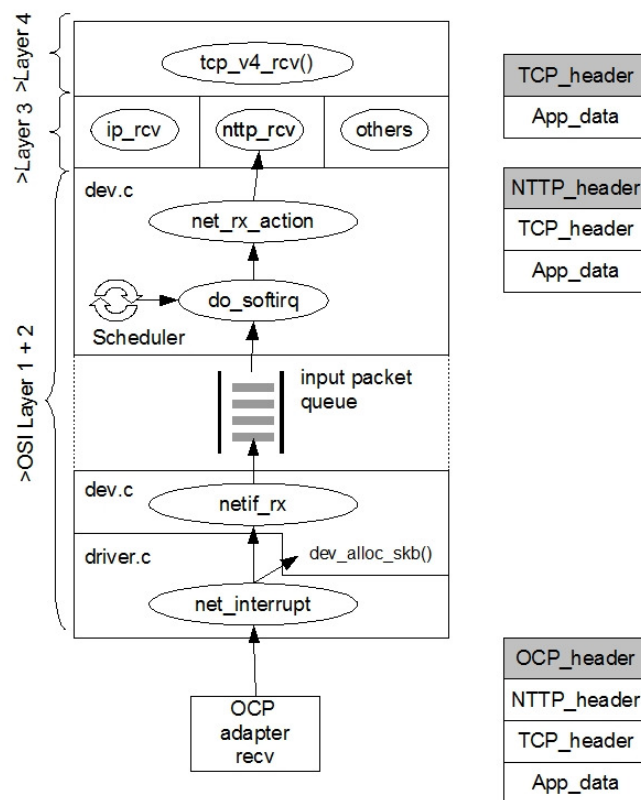 >Layer 4
tcp_v4_rcv()
>Layer 3
ip_rcv
nttp_rcv
others
>OSI Layer 1 + 2
dev.c
net_rx_action
do_softirq
Scheduler
input packet
queue
dev.c
netif_rx
driver.c
dev_alloc_skb()
net_interrupt
OCP
adapter
recv
TCP_header
App_data
NTTP_header
TCP_header
App_data
OCP_header
NTTP_header
TCP_header
App_data